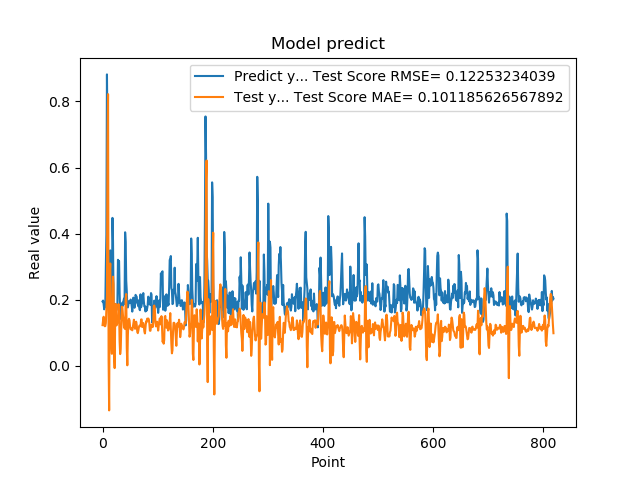 Model predict
Predict y... Test Score RMSE= 0.12253234039
Test y... Test Score MAE= 0.101185626567892
0.8
0.6
0.4
0.2
0.0
Real value
0 200 400 600 800
Point